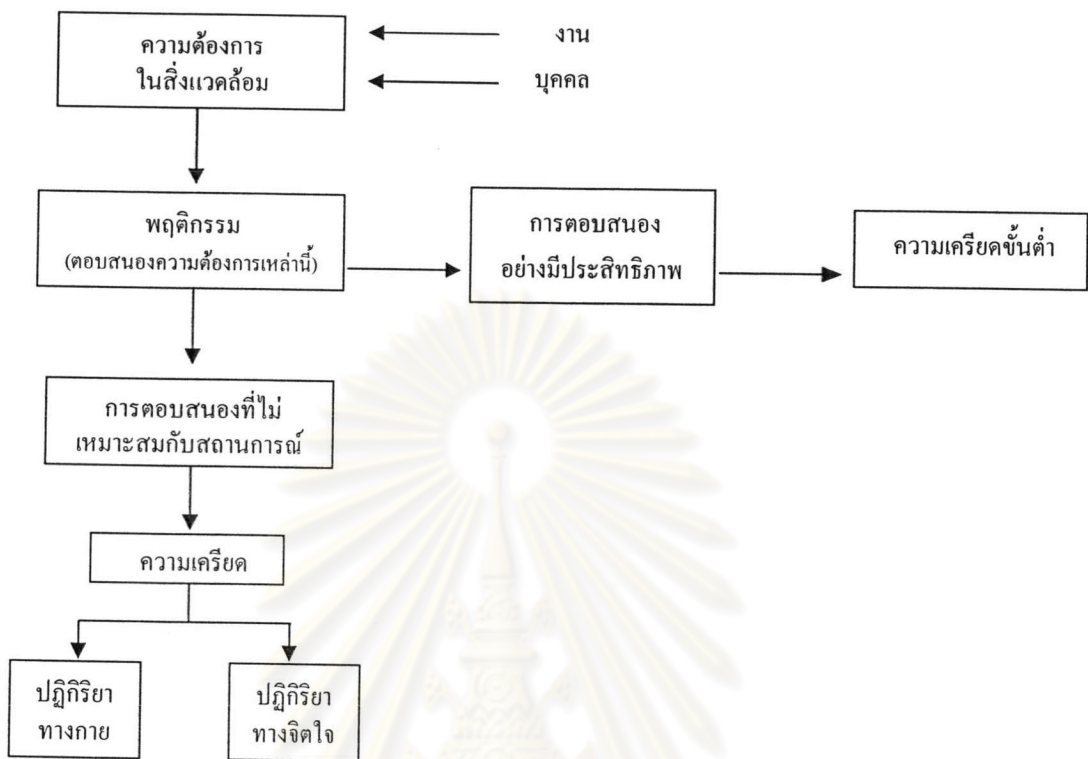 ความต้องการ
ในสิ่งแวดล้อม
งาน
บุคคล
พฤติกรรม
(ตอบสนองความต้องการเหล่านี้)
การตอบสนอง
อย่างมีประสิทธิภาพ
ความเครียดขั้นต่ำ
การตอบสนองที่ไม่
เหมาะสมกับสถานการณ์
ความเครียด
ปฏิกิริยา
ทางกาย
ปฏิกิริยา
ทางจิตใจ